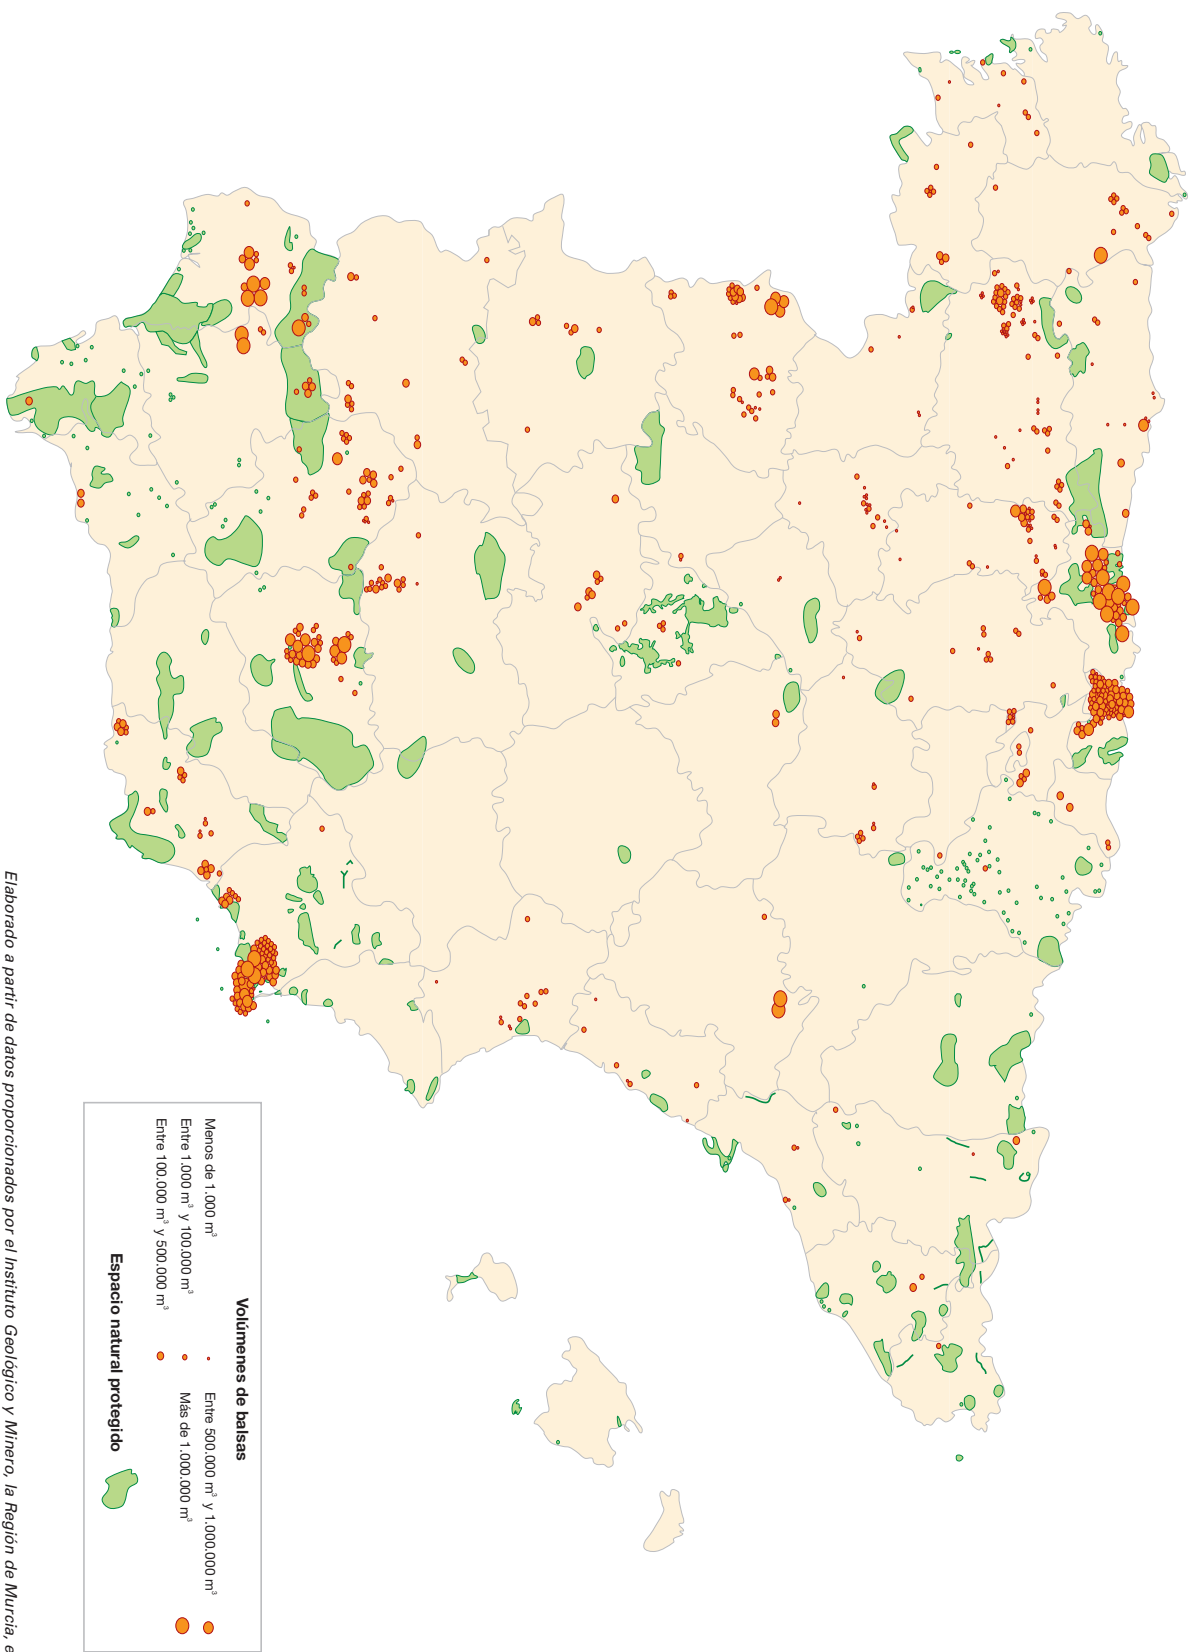 Volúmenes de balsas
Menos de 1.000 m³
Entre 1.000 m³ y 100.000 m³
Entre 100.000 m³ y 500.000 m³
Entre 500.000 m³ y 1.000.000 m³
Más de 1.000.000 m³
Espacio natural protegido
Elaborado a partir de datos proporcionados por el Instituto Geológico y Minero, la Región de Murcia, e